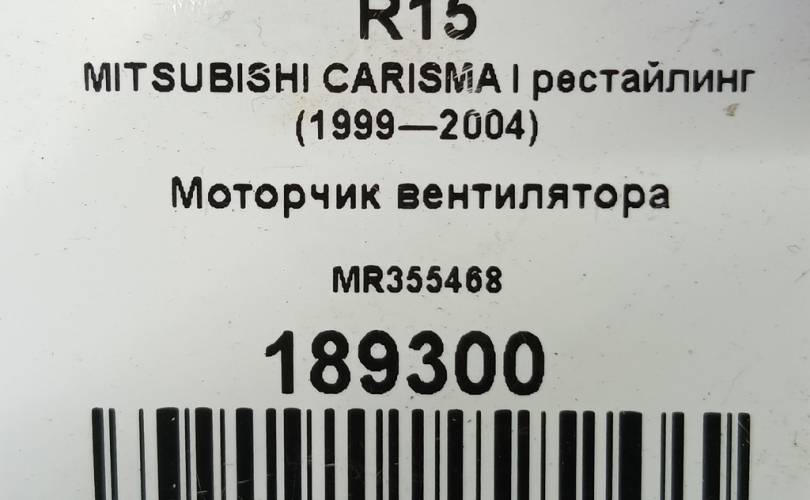 R15
MITSUBISHI CARISMA I рестайлинг
(1999—2004)
Моторчик вентилятора
MR355468
189300